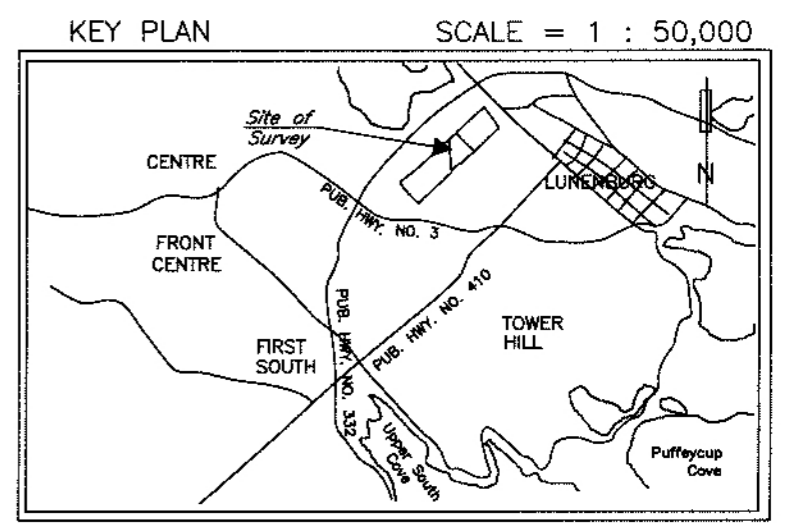 KEY PLAN
SCALE = 1 : 50,000
Site of
Survey
CENTRE
LUNENBURG
N
PUB. HWY. NO. 3
FRONT
CENTRE
PUB. HWY. NO. 410
PUB. HWY. NO. 332
TOWER
HILL
FIRST
SOUTH
Upper South
Cove
Puffeycup
Cove